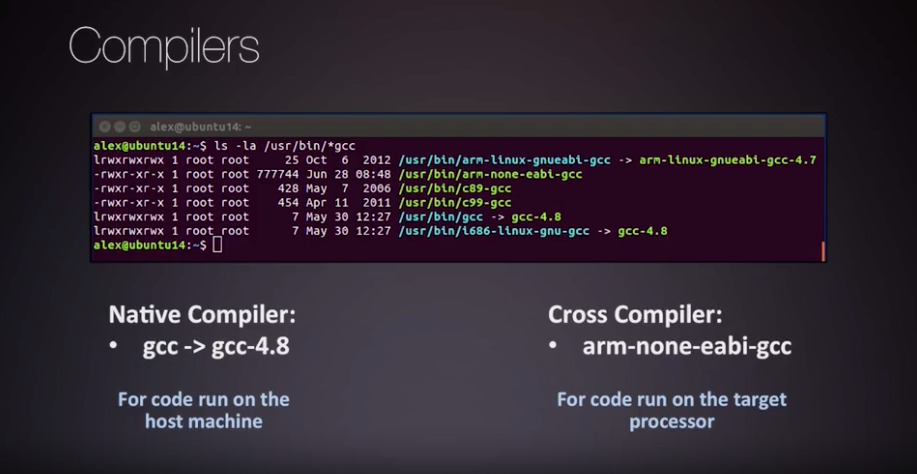 Compilers
alex@ubuntu14: ~
alex@ubuntu14:~$ ls -la /usr/bin/*gcc
lrwxrwxrwx 1 root root     25 Oct  6  2012 /usr/bin/arm-linux-gnueabi-gcc -> arm-linux-gnueabi-gcc-4.7
-rwxr-xr-x 1 root root 777744 Jun 28 08:48 /usr/bin/arm-none-eabi-gcc
-rwxr-xr-x 1 root root    428 May  7  2006 /usr/bin/c89-gcc
-rwxr-xr-x 1 root root    454 Apr 11  2011 /usr/bin/c99-gcc
lrwxrwxrwx 1 root root      7 May 30 12:27 /usr/bin/gcc -> gcc-4.8
lrwxrwxrwx 1 root root      7 May 30 12:27 /usr/bin/i686-linux-gnu-gcc -> gcc-4.8
alex@ubuntu14:~$
Native Compiler:
• gcc -> gcc-4.8
For code run on the
host machine
Cross Compiler:
• arm-none-eabi-gcc
For code run on the target
processor